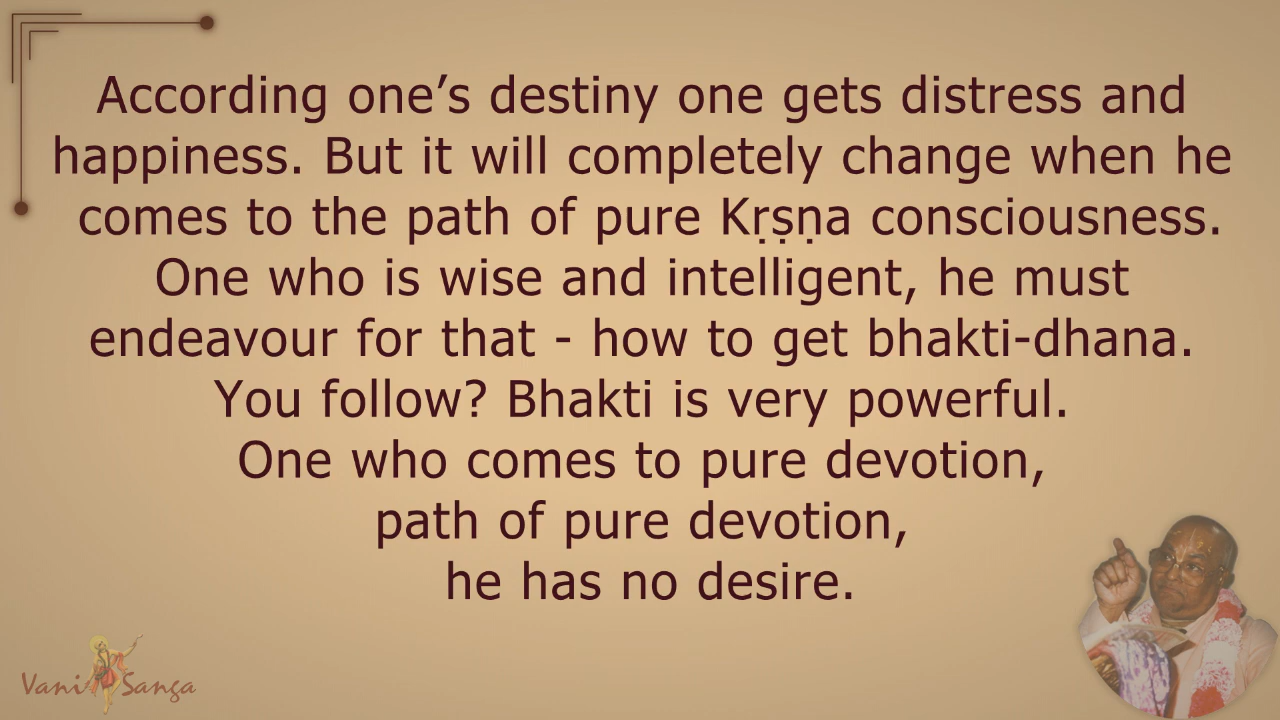 According one’s destiny one gets distress and
happiness. But it will completely change when he
comes to the path of pure Kṛṣṇa consciousness.
One who is wise and intelligent, he must
endeavour for that - how to get bhakti-dhana.
You follow? Bhakti is very powerful.
One who comes to pure devotion,
path of pure devotion,
he has no desire.
Vani Sanga